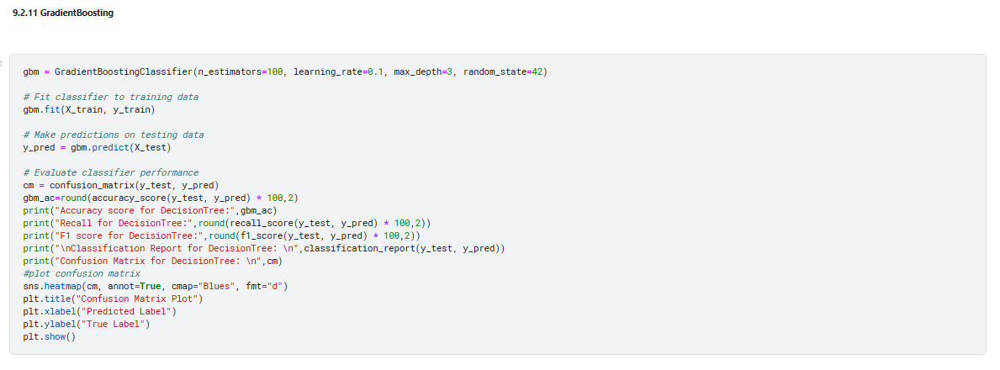 9.2.11 GradientBoosting
:
gbm = GradientBoostingClassifier(n_estimators=100, learning_rate=0.1, max_depth=3, random_state=42)
# Fit classifier to training data
gbm.fit(X_train, y_train)
# Make predictions on testing data
y_pred = gbm.predict(X_test)
# Evaluate classifier performance
cm = confusion_matrix(y_test, y_pred)
gbm_ac=round(accuracy_score(y_test, y_pred) * 100,2)
print("Accuracy score for DecisionTree:",gbm_ac)
print("Recall for DecisionTree:",round(recall_score(y_test, y_pred) * 100,2))
print("F1 score for DecisionTree:",round(f1_score(y_test, y_pred) * 100,2))
print("\nClassification Report for DecisionTree: \n",classification_report(y_test, y_pred))
print("Confusion Matrix for DecisionTree: \n",cm)
#plot confusion matrix
sns.heatmap(cm, annot=True, cmap="Blues", fmt="d")
plt.title("Confusion Matrix Plot")
plt.xlabel("Predicted Label")
plt.ylabel("True Label")
plt.show()